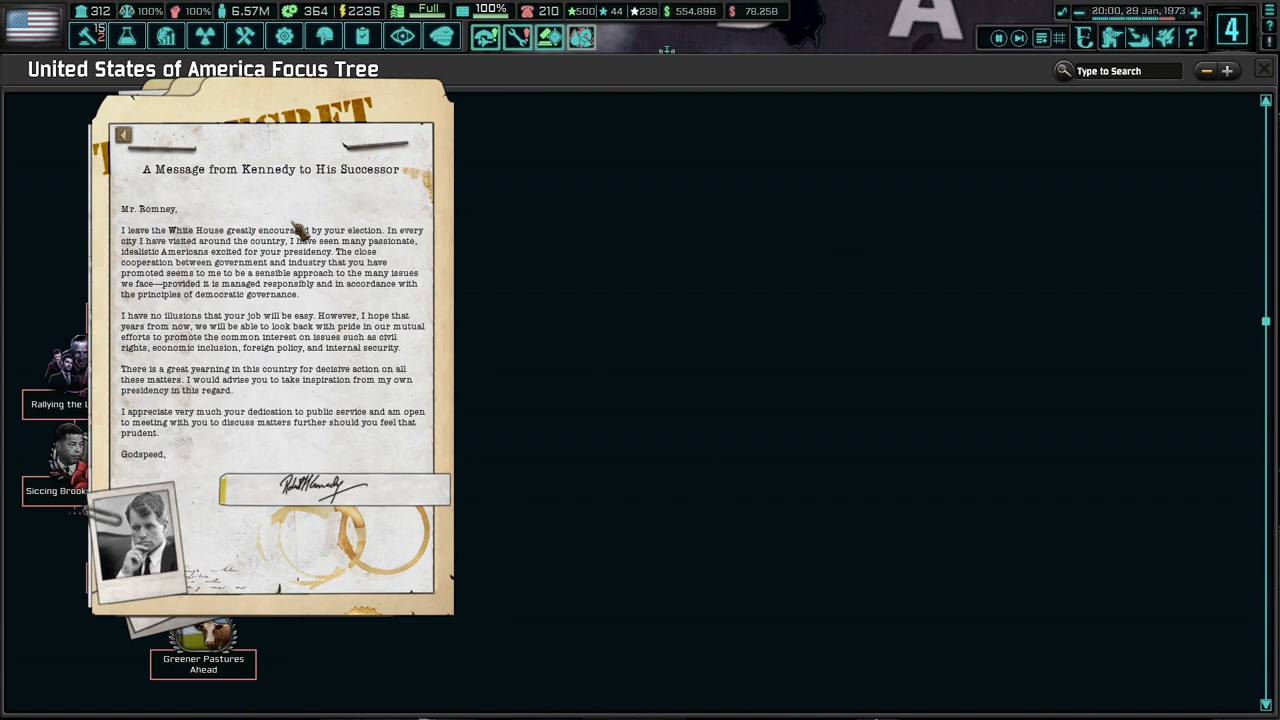 312
100%
100%
6.57M
364
2236
Full
100%
210
500
44
238
554.89B
78.25B
20:00, 29 Jan, 1973
4
15
United States of America Focus Tree
Type to Search
A Message from Kennedy to His Successor
Mr. Romney,
I leave the White House greatly encouraged by your election. In every
city I have visited around the country, I have seen many passionate,
idealistic Americans excited for your presidency. The close
cooperation between government and industry that you have
promoted seems to me to be a sensible approach to the many issues
we face—provided it is managed responsibly and in accordance with
the principles of democratic governance.
I have no illusions that your job will be easy. However, I hope that
years from now, we will be able to look back with pride in our mutual
efforts to promote the common interest on issues such as civil
rights, economic inclusion, foreign policy, and internal security.
There is a great yearning in this country for decisive action on all
these matters. I would advise you to take inspiration from my own
presidency in this regard.
I appreciate very much your dedication to public service and am open
to meeting with you to discuss matters further should you feel that
prudent.
Godspeed,
Rallying the L
Siccing Brook
Greener Pastures
Ahead